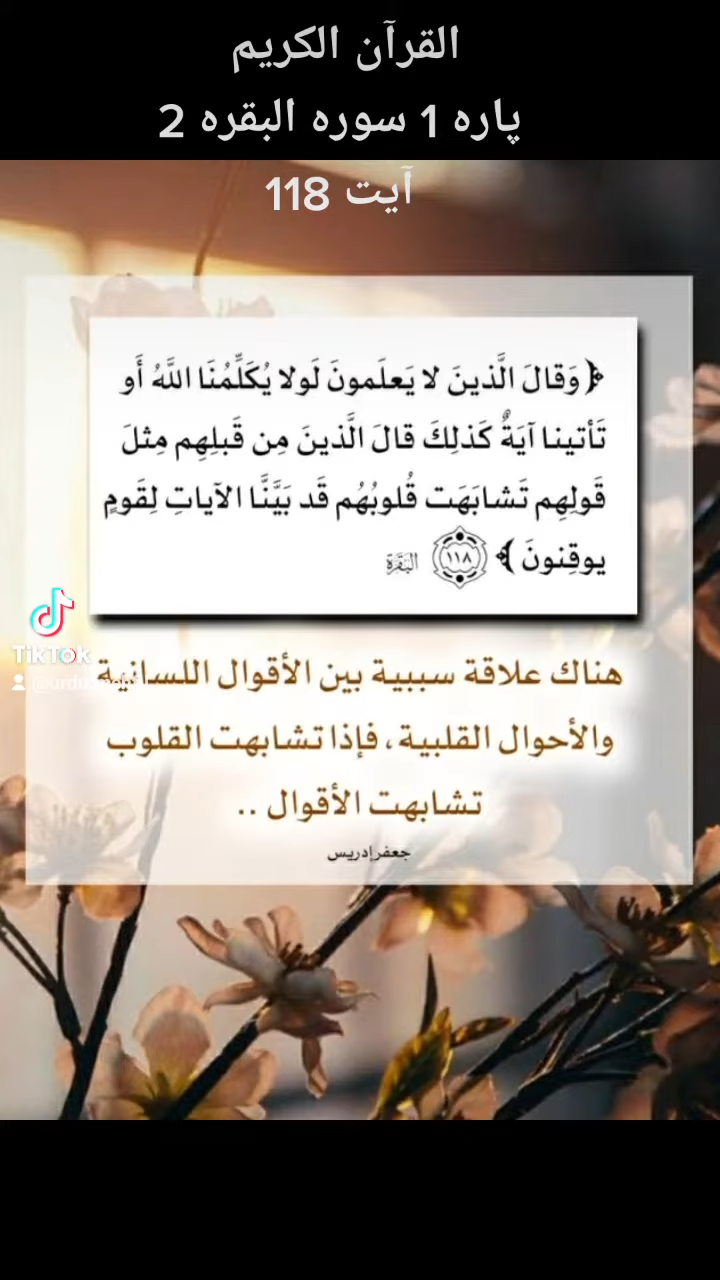 القرآن الكريم
پاره 1 سوره البقره 2
آيت 118
﴿وَقالَ الَّذينَ لا يَعلَمونَ لَولا يُكَلِّمُنَا اللَّهُ أَو
تَأتينا آيَةٌ كَذلِكَ قالَ الَّذينَ مِن قَبلِهِم مِثلَ
قَولِهِم تَشابَهَت قُلوبُهُم قَد بَيَّنَّا الآياتِ لِقَومٍ
يوقِنونَ﴾ ١١٨ البَقَرَة
TikTok
هناك علاقة سببية بين الأقوال اللسانية
والأحوال القلبية، فإذا تشابهت القلوب
تشابهت الأقوال ..
جعفر إدريس